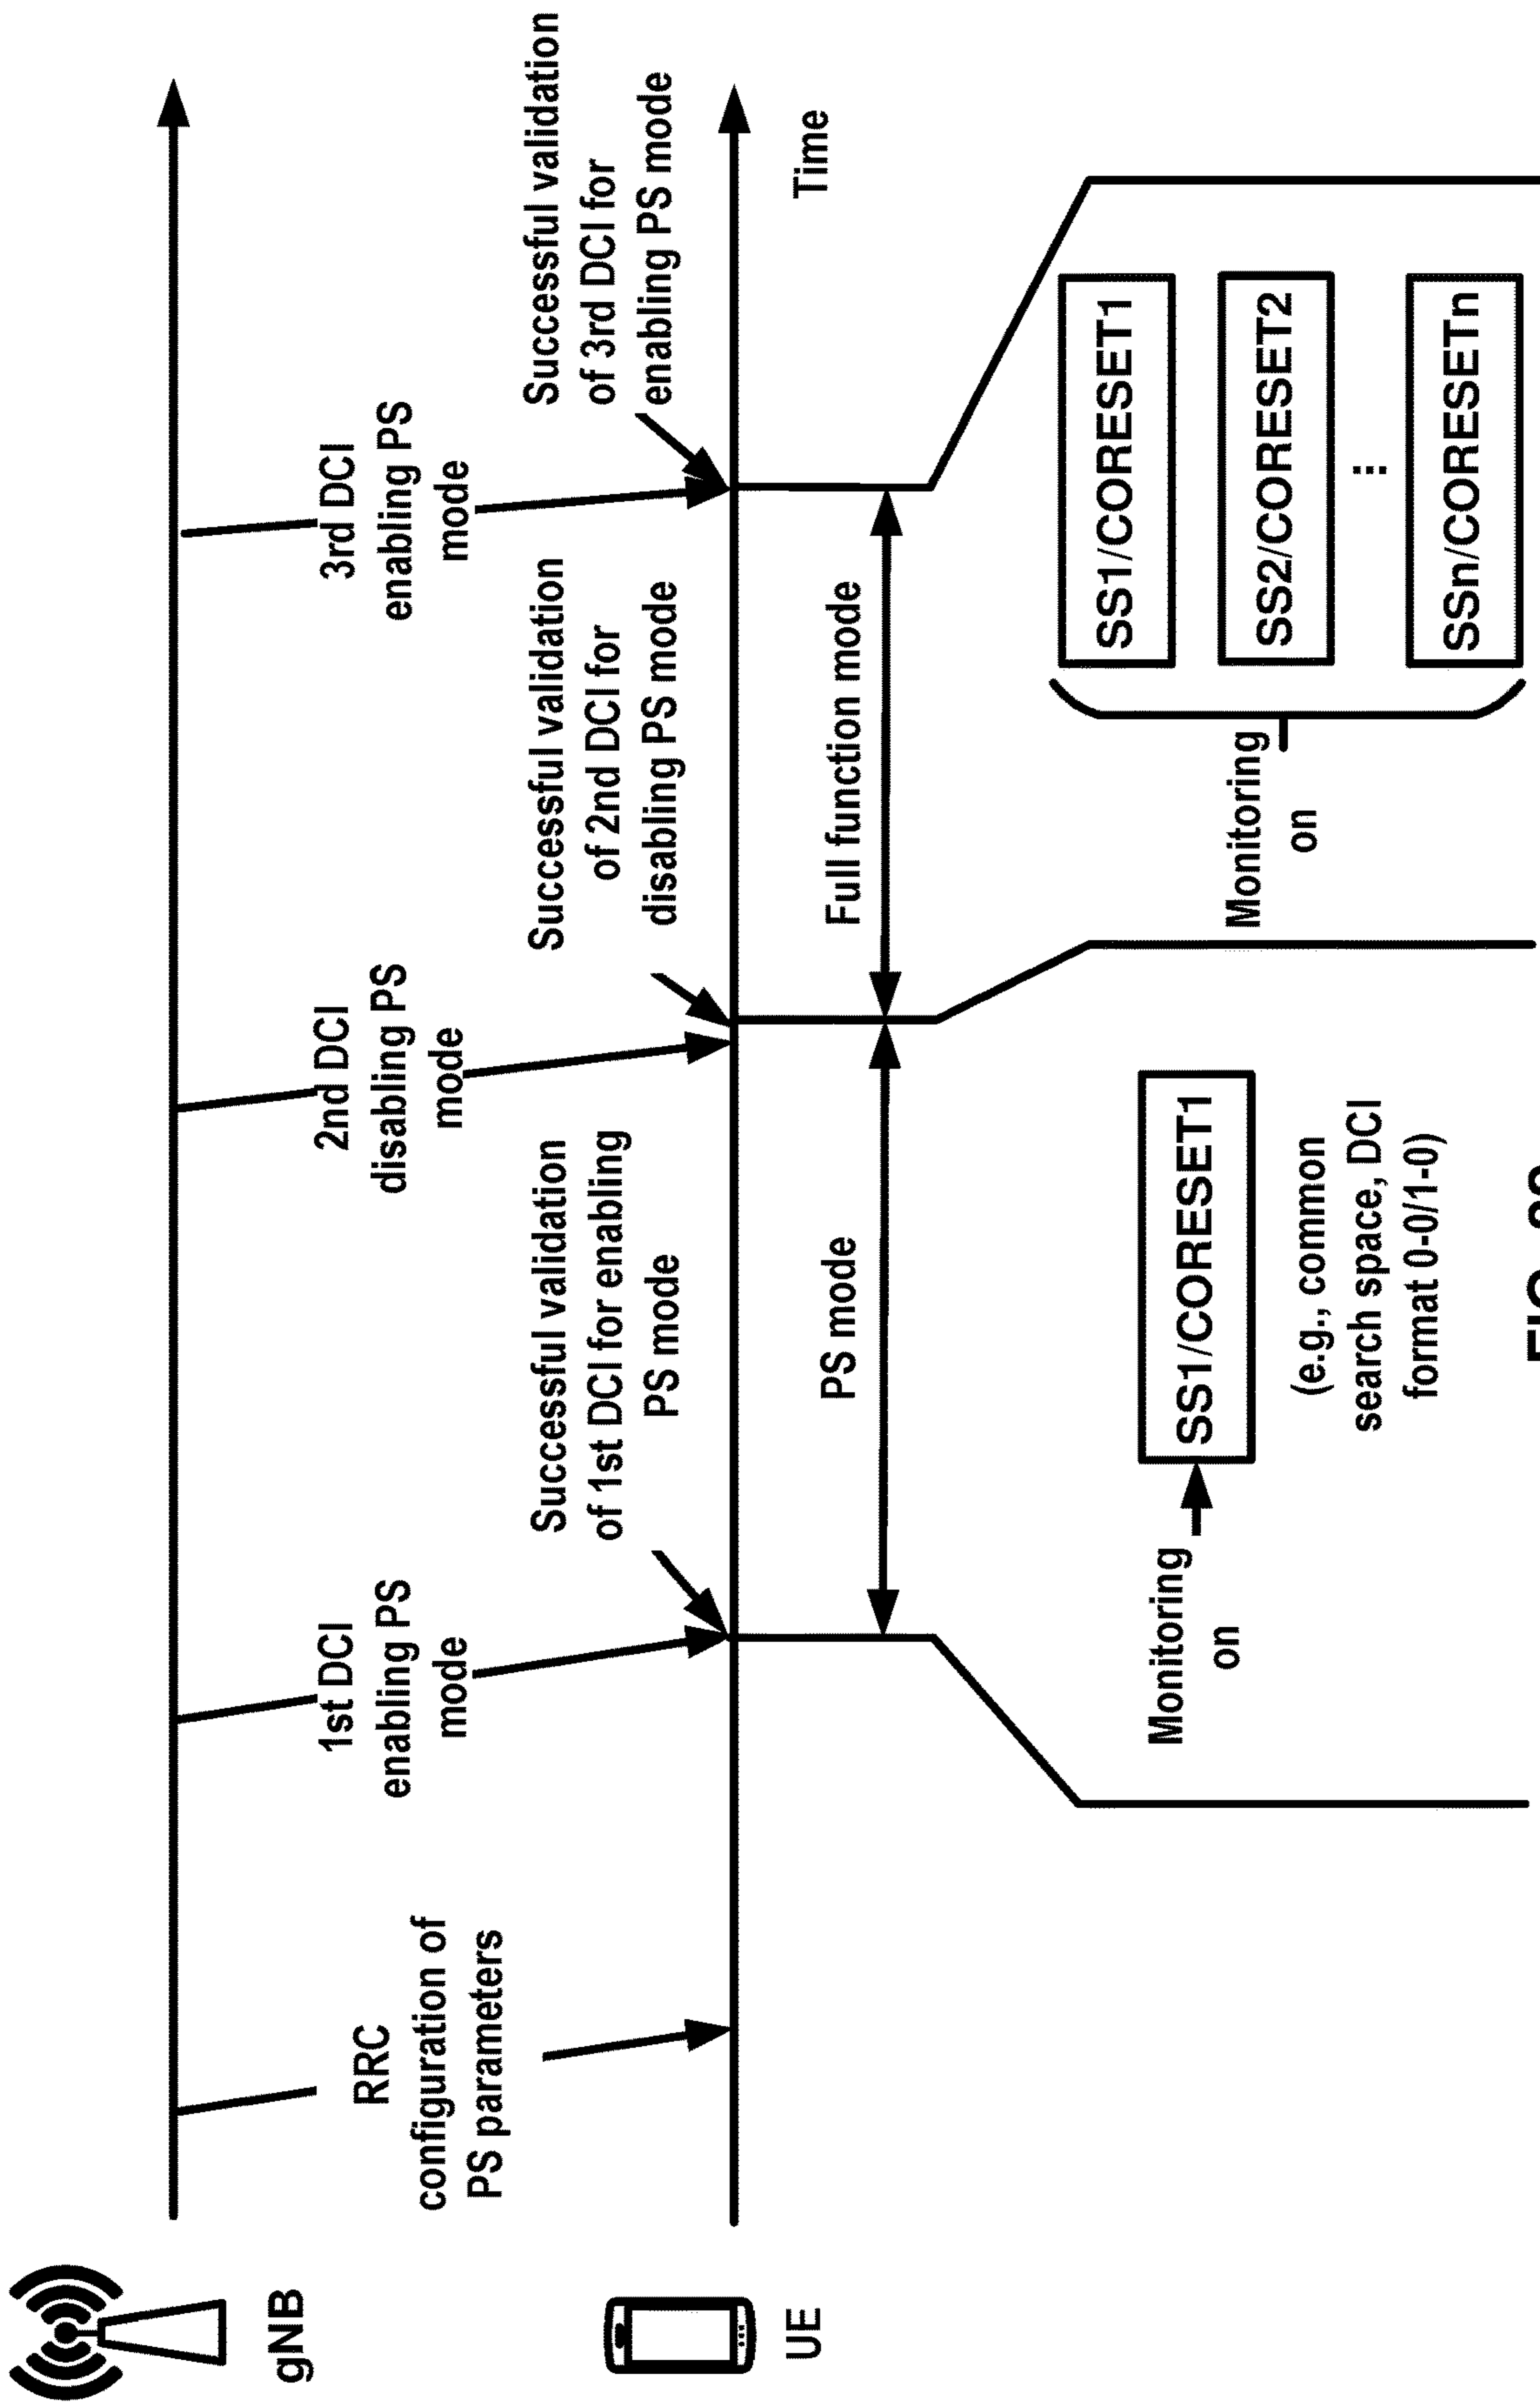 gNB
RRC
configuration of
PS parameters
1st DCI
enabling PS
mode
2nd DCI
disabling PS
mode
3rd DCI
enabling PS
mode
Successful validation
of 1st DCI for enabling
PS mode
Successful validation
of 2nd DCI for
disabling PS mode
Successful validation
of 3rd DCI for
enabling PS mode
UE
Time
PS mode
Full function mode
Monitoring
on
SS1/CORESET1
(e.g., common
search space, DCI
format 0-0/1-0)
Monitoring
on
SS1/CORESET1
SS2/CORESET2
...
SSn/CORESETn
FIG.